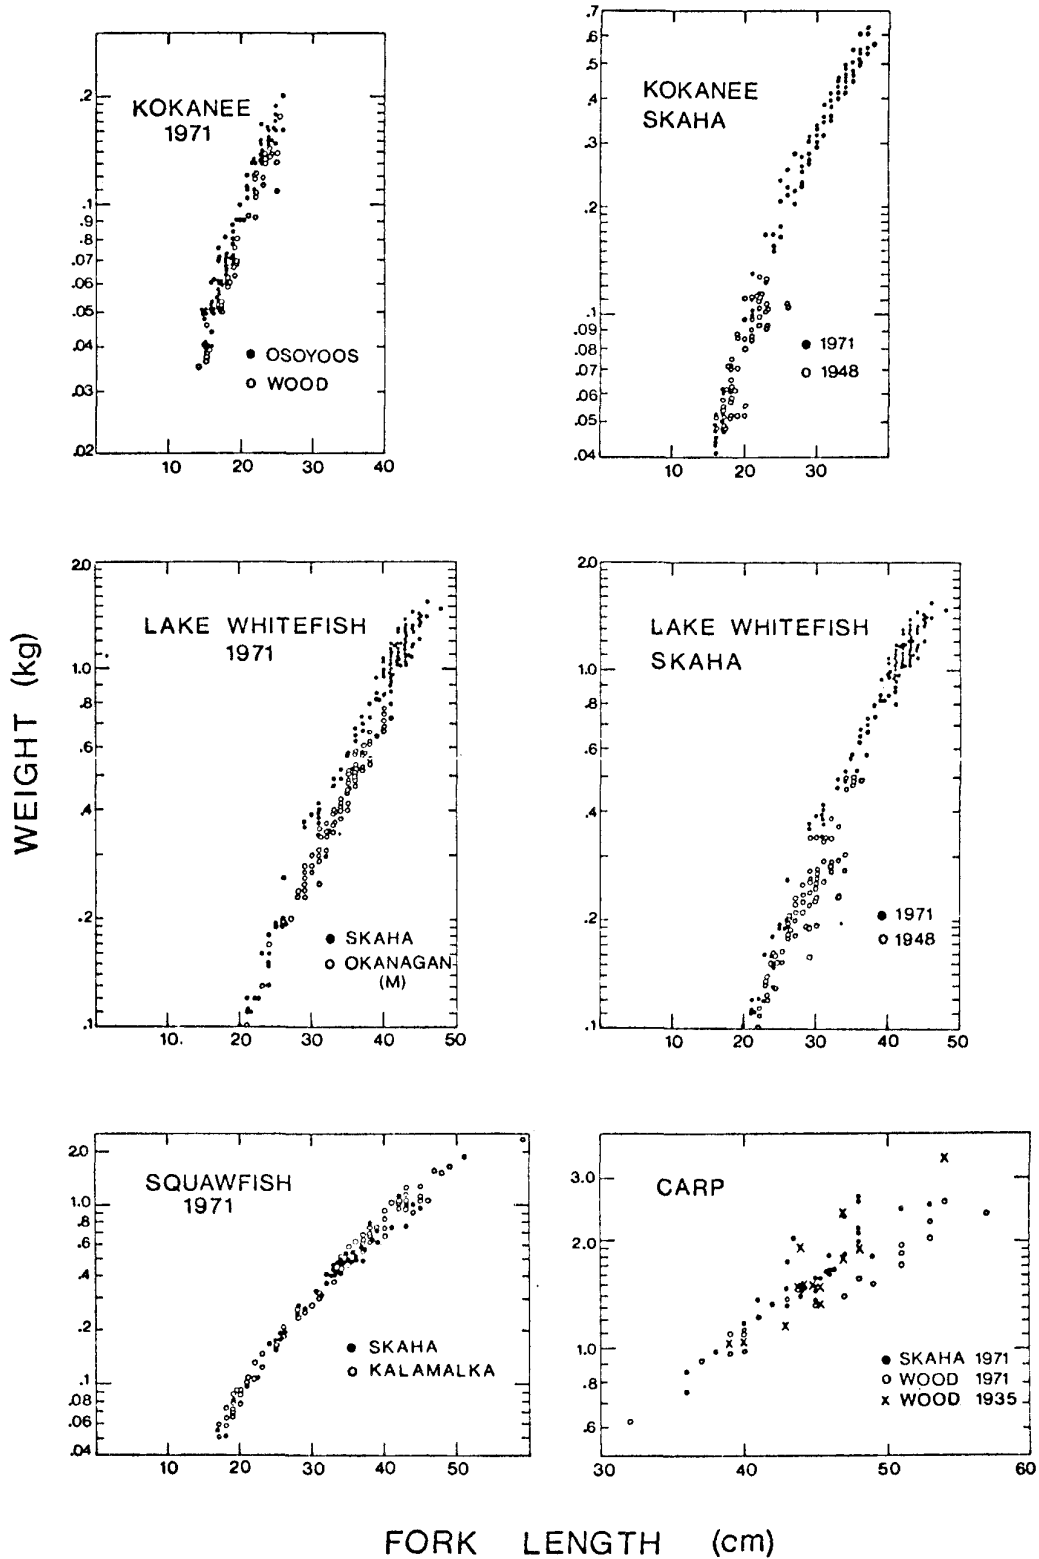 KOKANEE
1971
.2
.1
.9
.8
.07
.06
.05
.04
.03
.02
10 20 30 40
● OSOYOOS
○ WOOD
KOKANEE
SKAHA
.7
.6
.5
.4
.3
.2
.1
.09
.08
.07
.06
.05
.04
10 20 30
● 1971
○ 1948
WEIGHT (kg)
LAKE WHITEFISH
1971
2.0
1.0
.8
.6
.4
.2
.1
10. 20 30 40 50
● SKAHA
○ OKANAGAN
(M)
LAKE WHITEFISH
SKAHA
2.0
1.0
.8
.6
.4
.2
.1
10 20 30 40 50
● 1971
○ 1948
SQUAWFISH
1971
2.0
1.0
.8
.6
.4
.2
.1
.08
.06
.04
10 20 30 40 50
● SKAHA
○ KALAMALKA
CARP
3.0
2.0
1.0
.8
.6
30 40 50 60
● SKAHA 1971
○ WOOD 1971
x WOOD 1935
FORK LENGTH (cm)